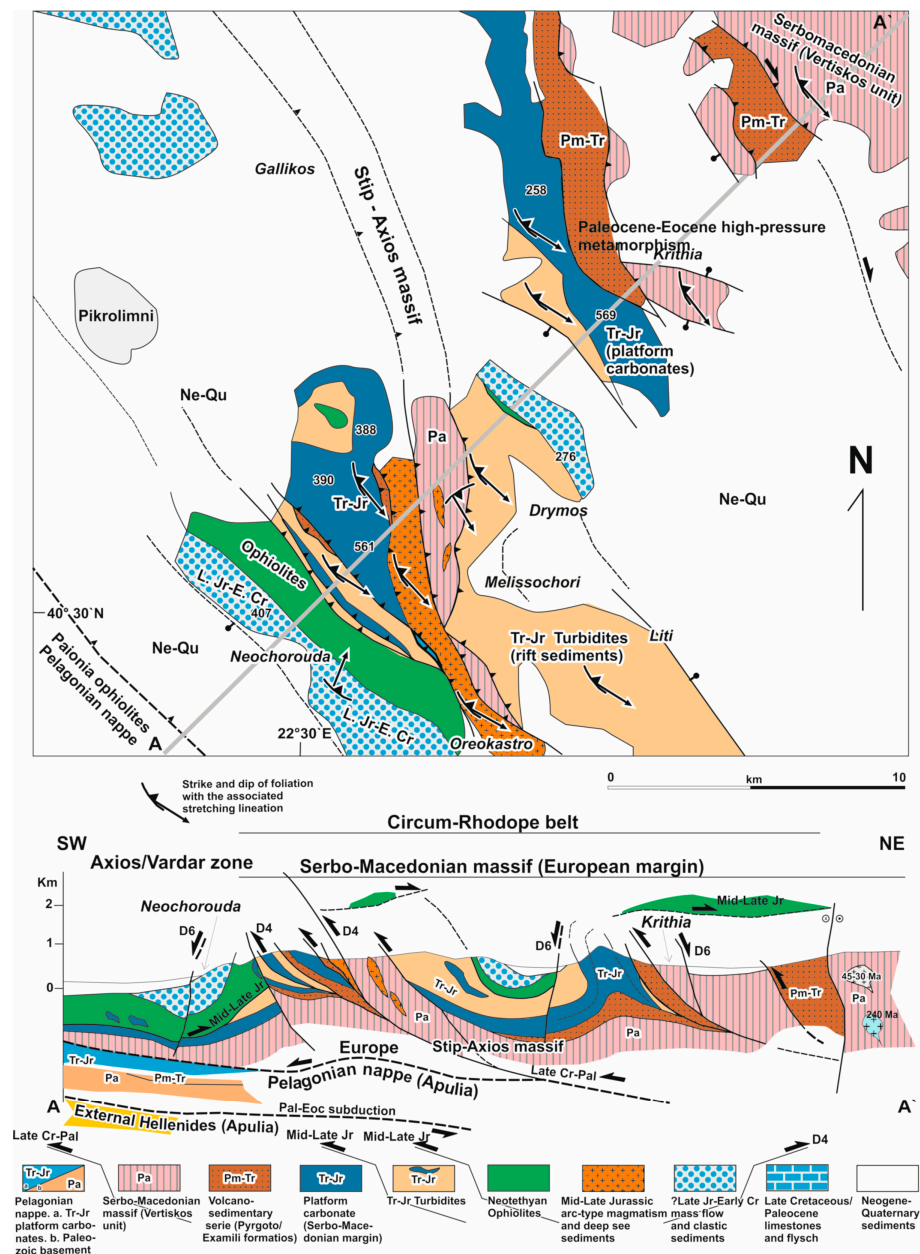 A`
Serbomacedonian
massif (Vertiskos
unit)
Pa
Pm-Tr
Pm-Tr
Gallikos
Stip - Axios massif
258
Paleocene-Eocene high-pressure
metamorphism
Krithia
Pikrolimni
569
Tr-Jr
(platform
carbonates)
Ne-Qu
388
Pa
390
Tr-Jr
276
N
Ne-Qu
Drymos
561
Ophiolites
Melissochori
L. Jr-E. Cr
407
40° 30`N
Ne-Qu
Neochorouda
Tr-Jr Turbidites
(rift sediments)
Liti
Paionia ophiolites
Pelagonian nappe
L. Jr-E. Cr
22°30`E
Oreokastro
A
0
km
10
Strike and dip of foliation
with the associated
stretching lineation
Circum-Rhodope belt
SW
NE
Axios/Vardar zone
Serbo-Macedonian massif (European margin)
Km
2
1
0
Neochorouda
D6
D4
D4
Mid-Late Jr
Krithia
D6
D6
Mid-Late Jr
Tr-Jr
Tr-Jr
Pm-Tr
45-30 Ma
Pa
240 Ma
Pa
Pa
Europe
Stip-Axios massif
Tr-Jr
Pa
Pm-Tr
Pelagonian nappe (Apulia)
Late Cr-Pal
A
Pal-Eoc subduction
A`
External Hellenides (Apulia)
Late Cr-Pal
Mid-Late Jr
Mid-Late Jr
D4
Tr-Jr
a
b
Pa
Pa
Pm-Tr
Tr-Jr
Tr-Jr
Pelagonian
nappe. a. Tr-Jr
platform carbo-
nates. b. Paleo-
zoic basement
Serbo-Macedonian
massif (Vertiskos
unit)
Volcano-
sedimentary
serie (Pyrgoto/
Examili formatios)
Platform
carbonate
(Serbo-Mace-
donian margin)
Tr-Jr Turbidites
Neotethyan
Ophiolites
Mid-Late Jurassic
arc-type magmatism
and deep see
sediments
?Late Jr-Early Cr
mass flow
and clastic
sediments
Late Cretaceous/
Paleocene
limestones
and flysch
Neogene-
Quaternary
sediments